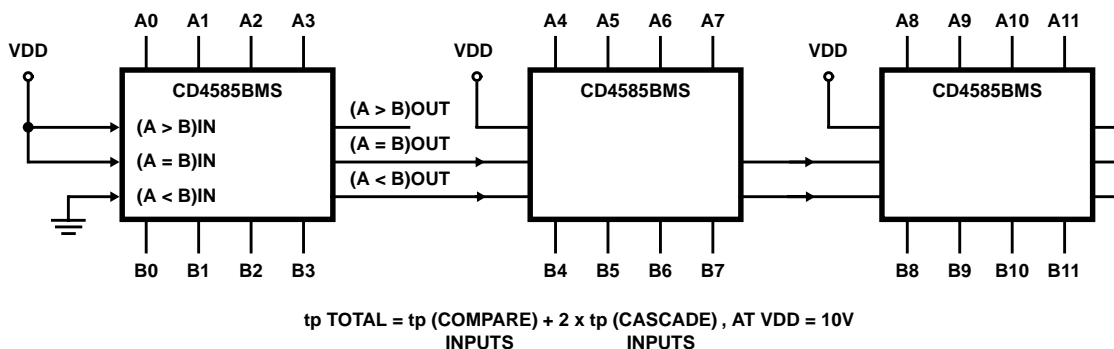 A0 A1 A2 A3 A4 A5 A6 A7 A8 A9 A10 A11
VDD VDD VDD
CD4585BMS CD4585BMS CD4585BMS
(A > B)IN (A > B)OUT
(A = B)IN (A = B)OUT
(A < B)IN (A < B)OUT
B0 B1 B2 B3 B4 B5 B6 B7 B8 B9 B10 B11
tp TOTAL = tp (COMPARE) + 2 x tp (CASCADE) , AT VDD = 10V
INPUTS INPUTS